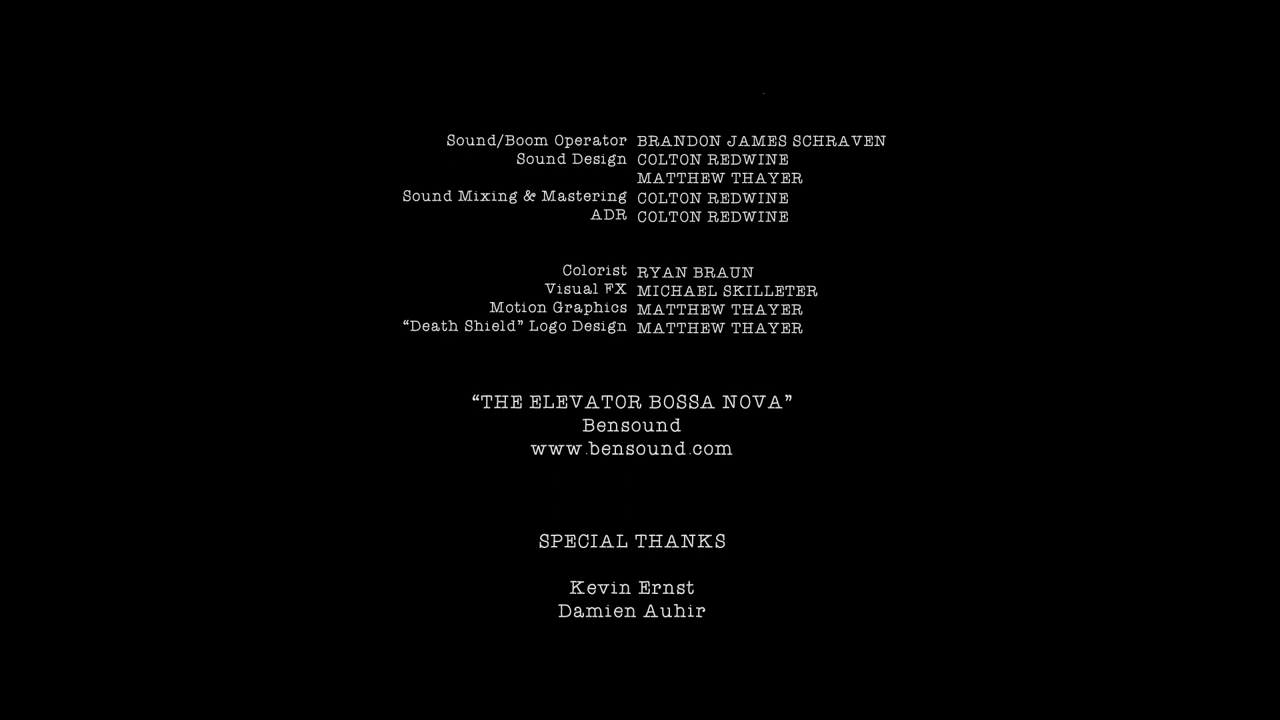 Sound/Boom Operator BRANDON JAMES SCHRAVEN
Sound Design COLTON REDWINE
MATTHEW THAYER
Sound Mixing & Mastering COLTON REDWINE
ADR COLTON REDWINE
Colorist RYAN BRAUN
Visual FX MICHAEL SKILLETER
Motion Graphics MATTHEW THAYER
“Death Shield” Logo Design MATTHEW THAYER
“THE ELEVATOR BOSSA NOVA”
Bensound
www.bensound.com
SPECIAL THANKS
Kevin Ernst
Damien Auhir